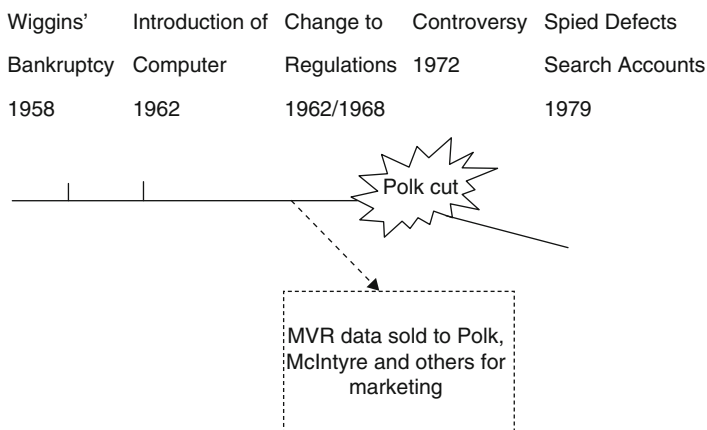 Wiggins’ Introduction of Change to Controversy Spied Defects
Bankruptcy Computer Regulations 1972 Search Accounts
1958 1962 1962/1968 1979
Polk cut
MVR data sold to Polk,
McIntyre and others for
marketing